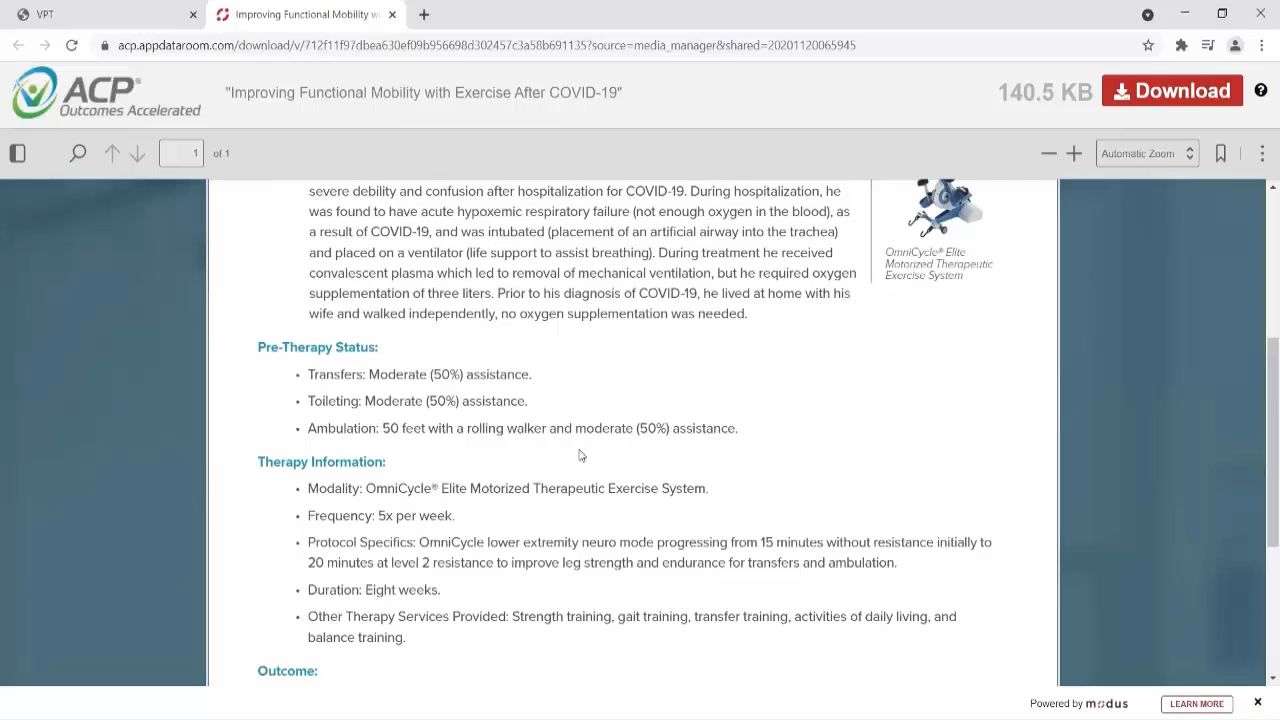 VPT
Improving Functional Mobility wi
acp.appdataroom.com/download/v/712f11f97dbea630ef09b956698d302457c3a58b691135?source=media_manager&shared=20201120065945
ACP®
Outcomes Accelerated
"Improving Functional Mobility with Exercise After COVID-19"
140.5 KB
Download
1 of 1
Automatic Zoom
severe debility and confusion after hospitalization for COVID-19. During hospitalization, he
was found to have acute hypoxemic respiratory failure (not enough oxygen in the blood), as
a result of COVID-19, and was intubated (placement of an artificial airway into the trachea)
and placed on a ventilator (life support to assist breathing). During treatment he received
convalescent plasma which led to removal of mechanical ventilation, but he required oxygen
supplementation of three liters. Prior to his diagnosis of COVID-19, he lived at home with his
wife and walked independently, no oxygen supplementation was needed.
OmniCycle® Elite
Motorized Therapeutic
Exercise System
Pre-Therapy Status:
• Transfers: Moderate (50%) assistance.
• Toileting: Moderate (50%) assistance.
• Ambulation: 50 feet with a rolling walker and moderate (50%) assistance.
Therapy Information:
• Modality: OmniCycle® Elite Motorized Therapeutic Exercise System.
• Frequency: 5x per week.
• Protocol Specifics: OmniCycle lower extremity neuro mode progressing from 15 minutes without resistance initially to
20 minutes at level 2 resistance to improve leg strength and endurance for transfers and ambulation.
• Duration: Eight weeks.
• Other Therapy Services Provided: Strength training, gait training, transfer training, activities of daily living, and
balance training.
Outcome:
Powered by modus
LEARN MORE